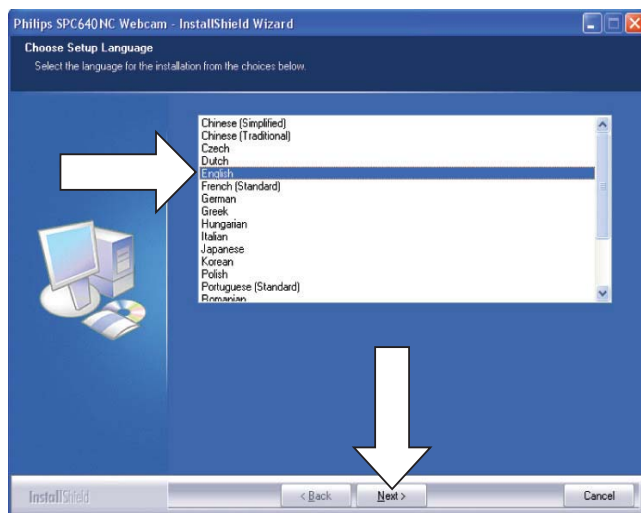 Philips SPC640NC Webcam - InstallShield Wizard
Choose Setup Language
Select the language for the installation from the choices below.
Chinese (Simplified)
Chinese (Traditional)
Czech
Dutch
English
French (Standard)
German
Greek
Hungarian
Italian
Japanese
Korean
Polish
Portuguese (Standard)
Romanian
InstallShield
< Back
Next >
Cancel